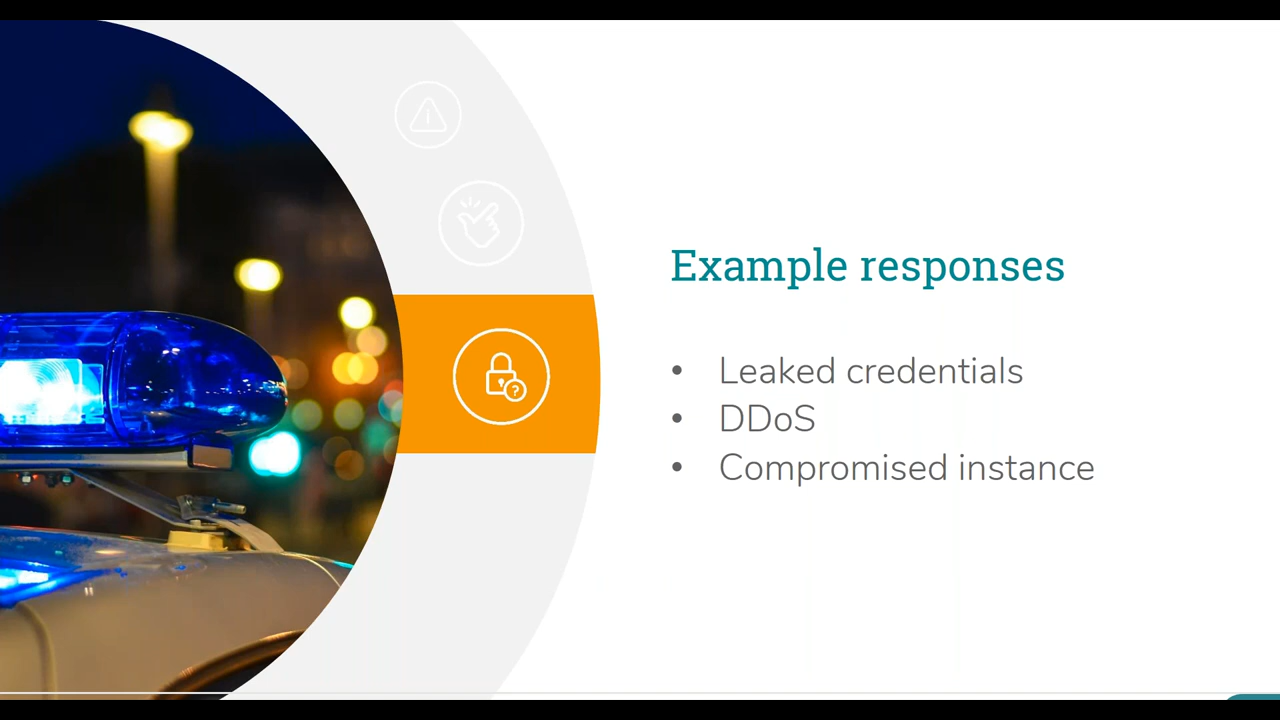 Example responses
• Leaked credentials
• DDoS
• Compromised instance